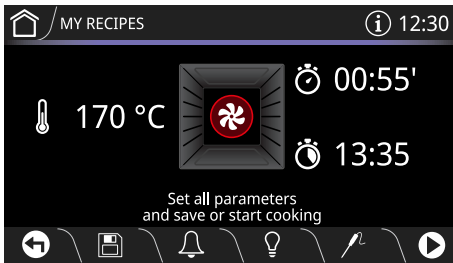 MY RECIPES
i 12:30
170 °C
00:55'
13:35
Set all parameters
and save or start cooking